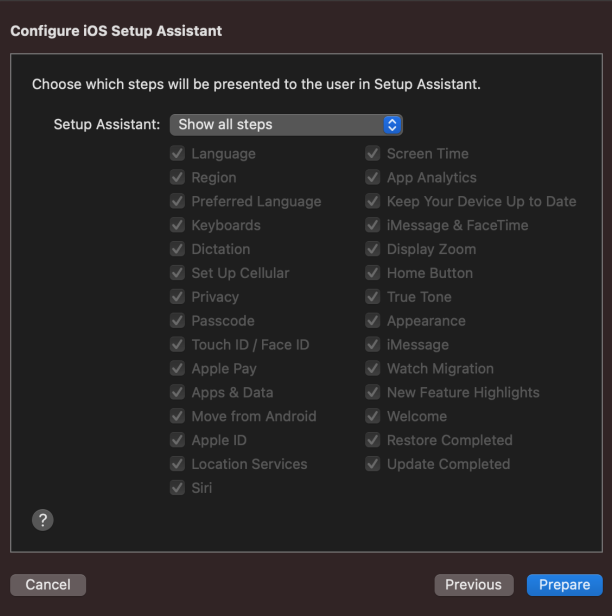 Configure iOS Setup Assistant
Choose which steps will be presented to the user in Setup Assistant.
Setup Assistant: Show all steps
Language
Region
Preferred Language
Keyboards
Dictation
Set Up Cellular
Privacy
Passcode
Touch ID / Face ID
Apple Pay
Apps & Data
Move from Android
Apple ID
Location Services
Siri
Screen Time
App Analytics
Keep Your Device Up to Date
iMessage & FaceTime
Display Zoom
Home Button
True Tone
Appearance
iMessage
Watch Migration
New Feature Highlights
Welcome
Restore Completed
Update Completed
?
Cancel
Previous
Prepare